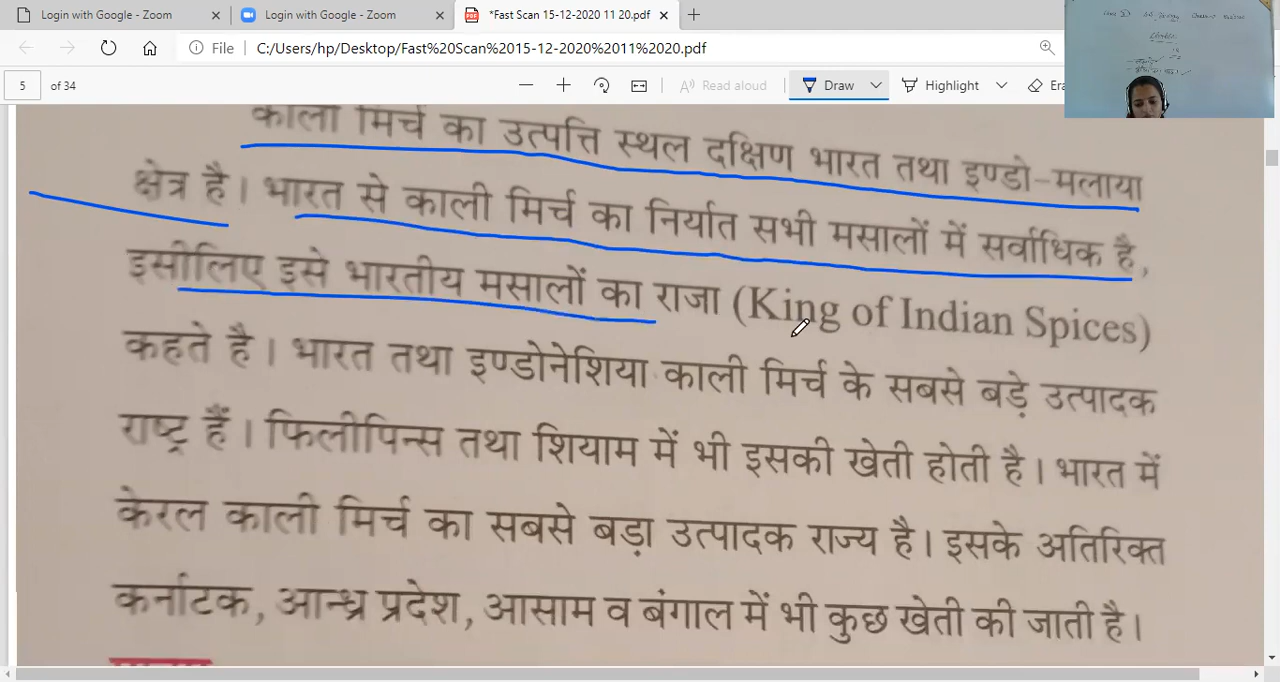 Login with Google - Zoom
Login with Google - Zoom
*Fast Scan 15-12-2020 11 20.pdf
File
C:/Users/hp/Desktop/Fast%20Scan%2015-12-2020%2011%2020.pdf
5 of 34
Read aloud
Draw
Highlight
Era
काली मिर्च का उत्पत्ति स्थल दक्षिण भारत तथा इण्डो-मलाया
क्षेत्र है। भारत से काली मिर्च का निर्यात सभी मसालों में सर्वाधिक है,
इसीलिए इसे भारतीय मसालों का राजा (King of Indian Spices)
कहते है। भारत तथा इण्डोनेशिया काली मिर्च के सबसे बड़े उत्पादक
राष्ट्र हैं। फिलीपिन्स तथा शियाम में भी इसकी खेती होती है। भारत में
केरल काली मिर्च का सबसे बड़ा उत्पादक राज्य है। इसके अतिरिक्त
कर्नाटक, आन्ध्र प्रदेश, आसाम व बंगाल में भी कुछ खेती की जाती है।